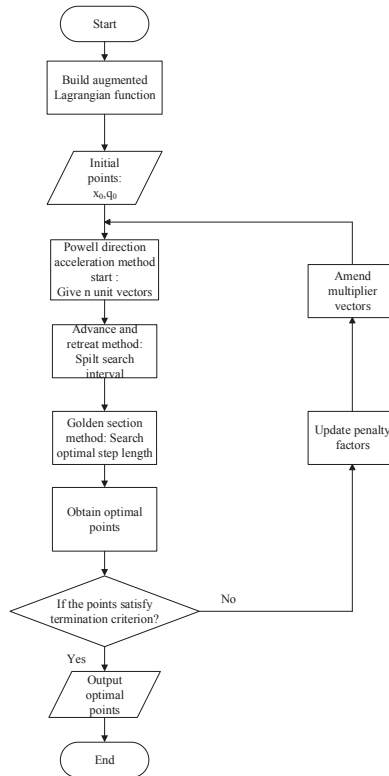 Start
Build augmented
Lagrangian function
Initial
points:
x₀,q₀
Powell direction
acceleration method
start :
Give n unit vectors
Amend
multiplier
vectors
Advance and
retreat method:
Spilt search
interval
Golden section
method: Search
optimal step length
Update penalty
factors
Obtain optimal
points
If the points satisfy
termination criterion?
No
Yes
Output
optimal
points
End